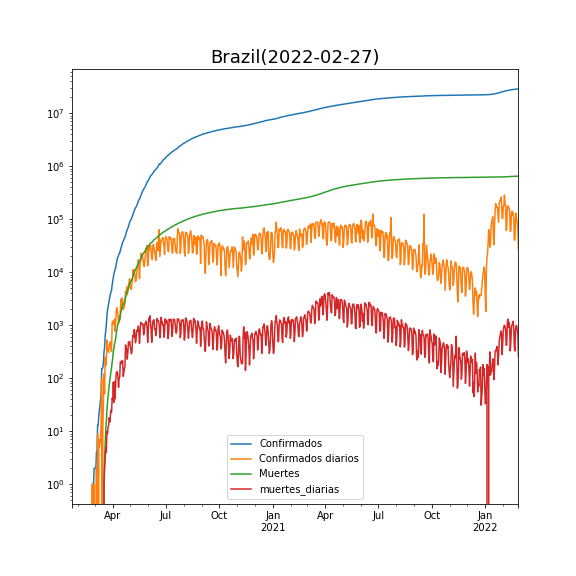 Brazil(2022-02-27)
10^7
10^6
10^5
10^4
10^3
10^2
10^1
10^0
Apr Jul Oct Jan Apr Jul Oct Jan
2021 2022
Confirmados
Confirmados diarios
Muertes
muertes_diarias